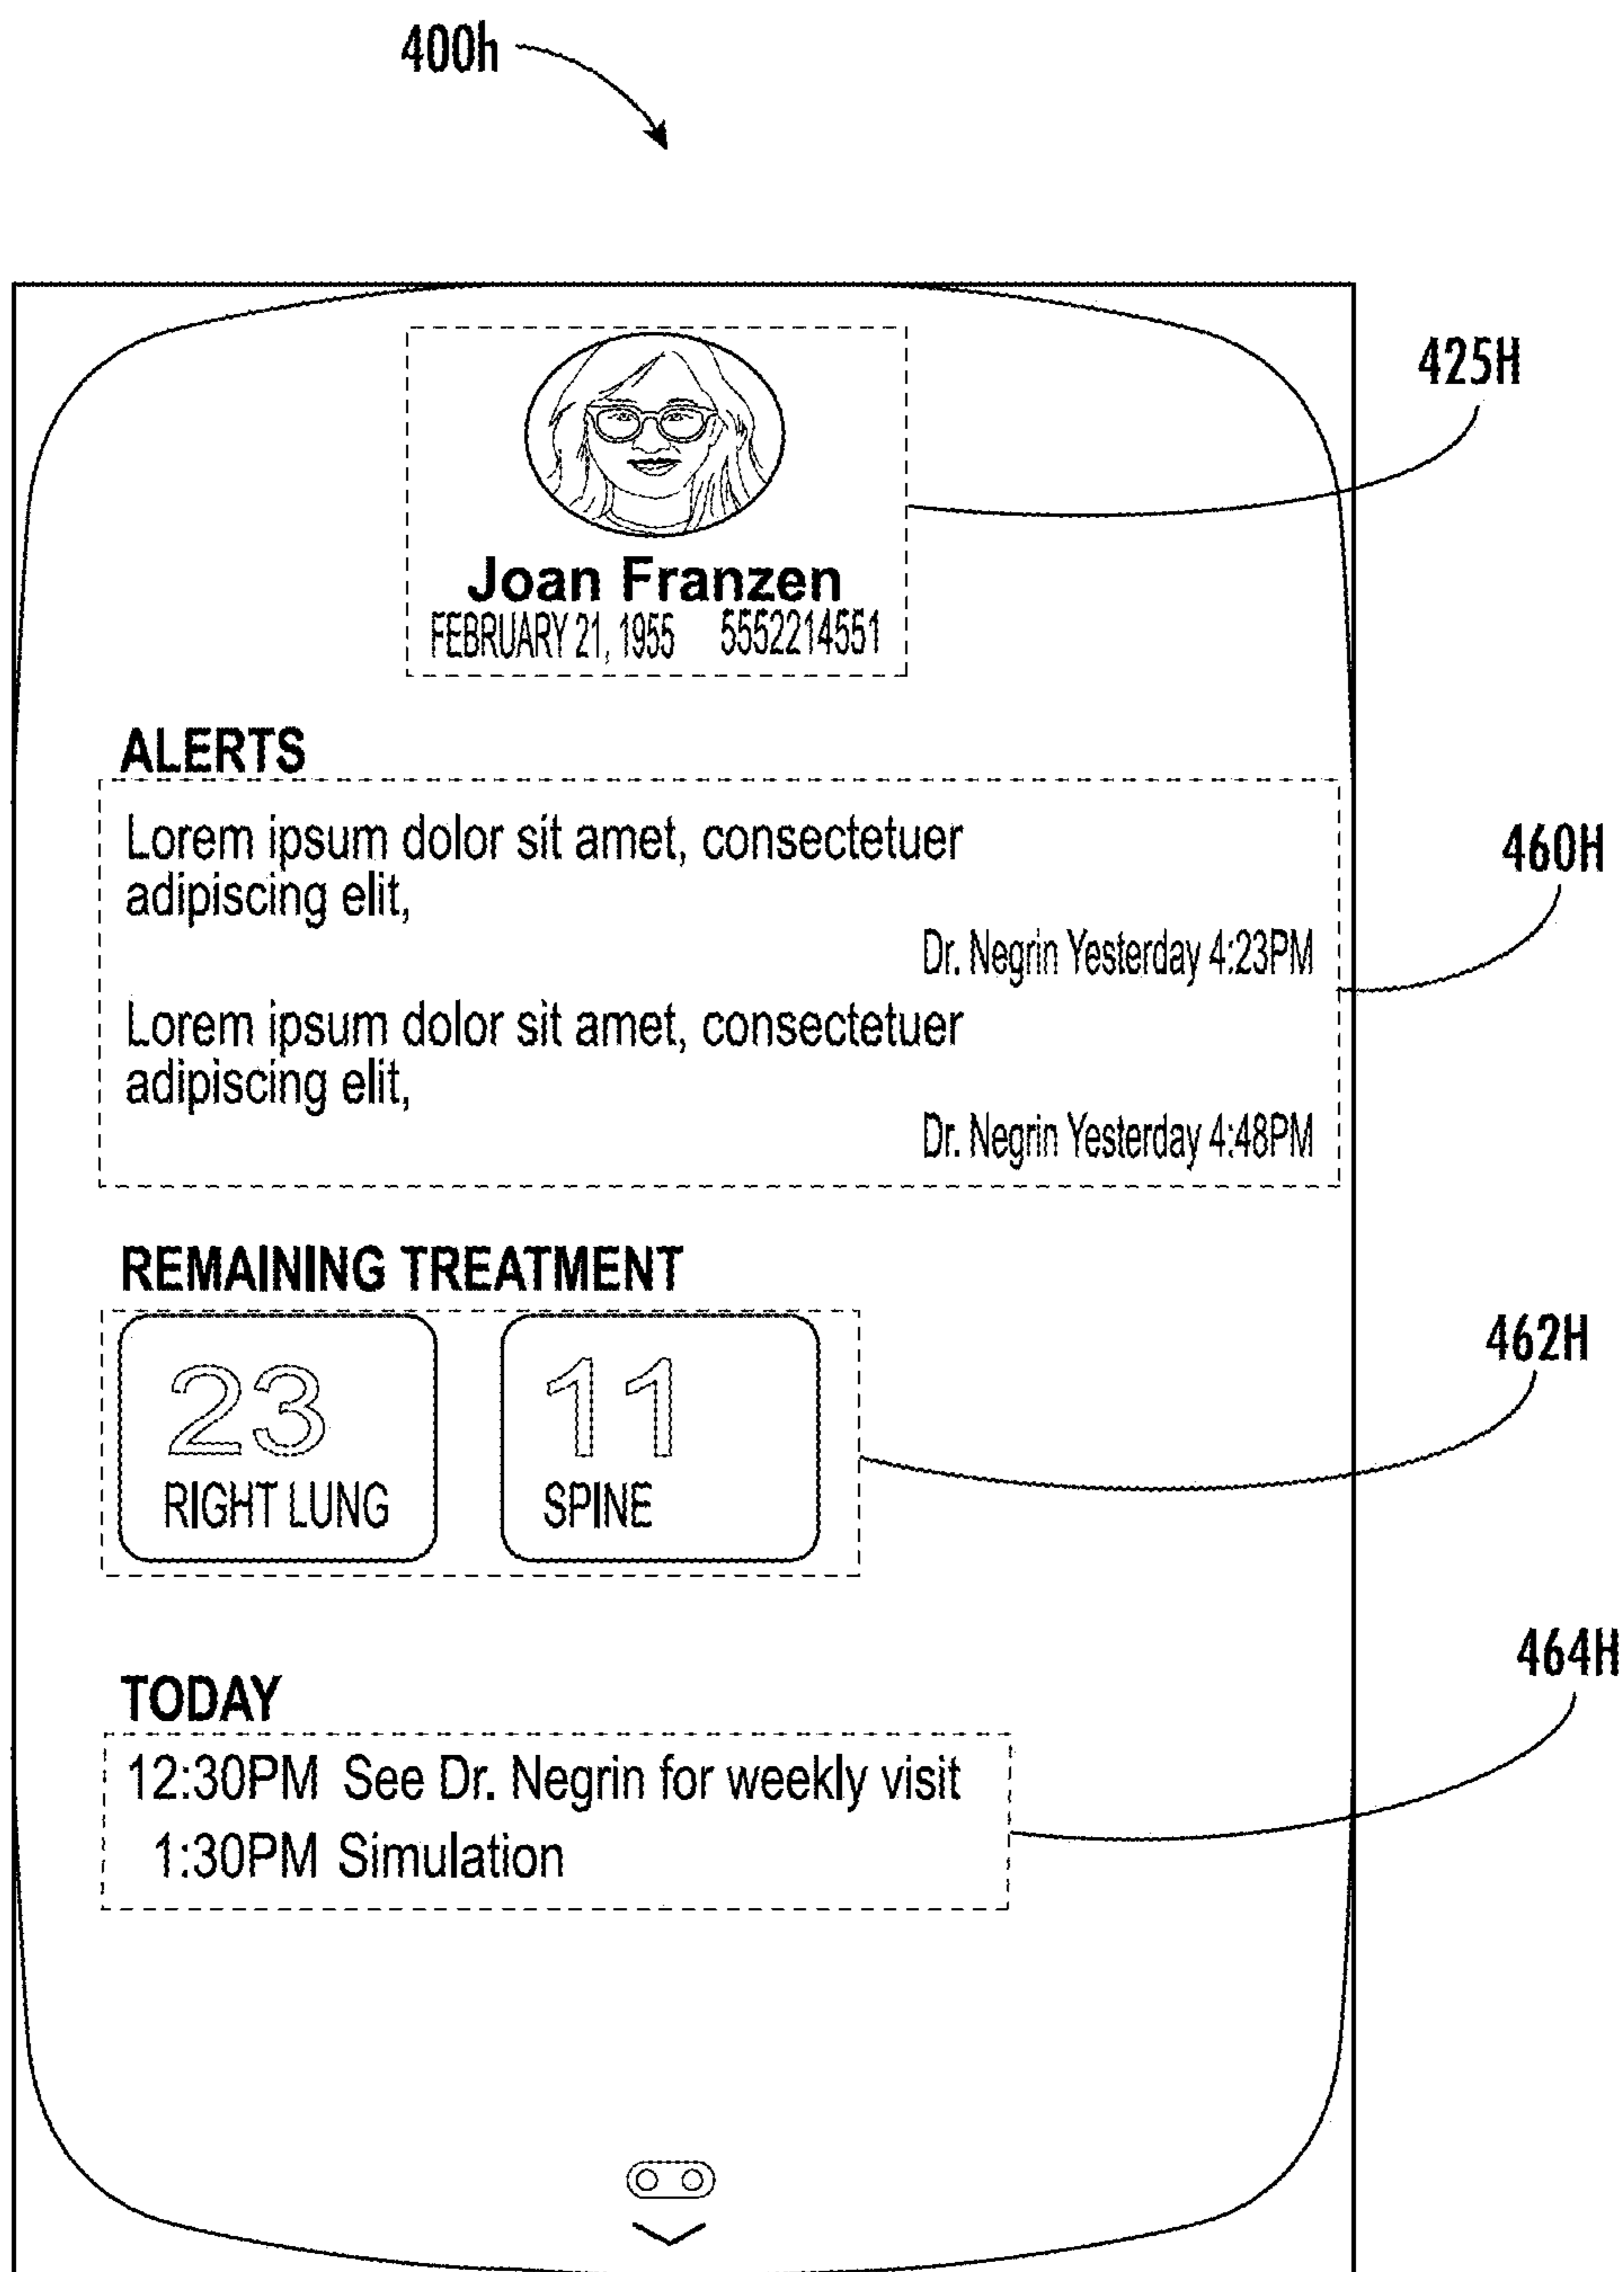 400h
425H
Joan Franzen
FEBRUARY 21, 1955 5552214551
ALERTS
Lorem ipsum dolor sit amet, consectetuer
adipiscing elit,
460H
Dr. Negrin Yesterday 4:23PM
Lorem ipsum dolor sit amet, consectetuer
adipiscing elit,
Dr. Negrin Yesterday 4:48PM
REMAINING TREATMENT
462H
23 11
RIGHT LUNG SPINE
464H
TODAY
12:30PM See Dr. Negrin for weekly visit
1:30PM Simulation